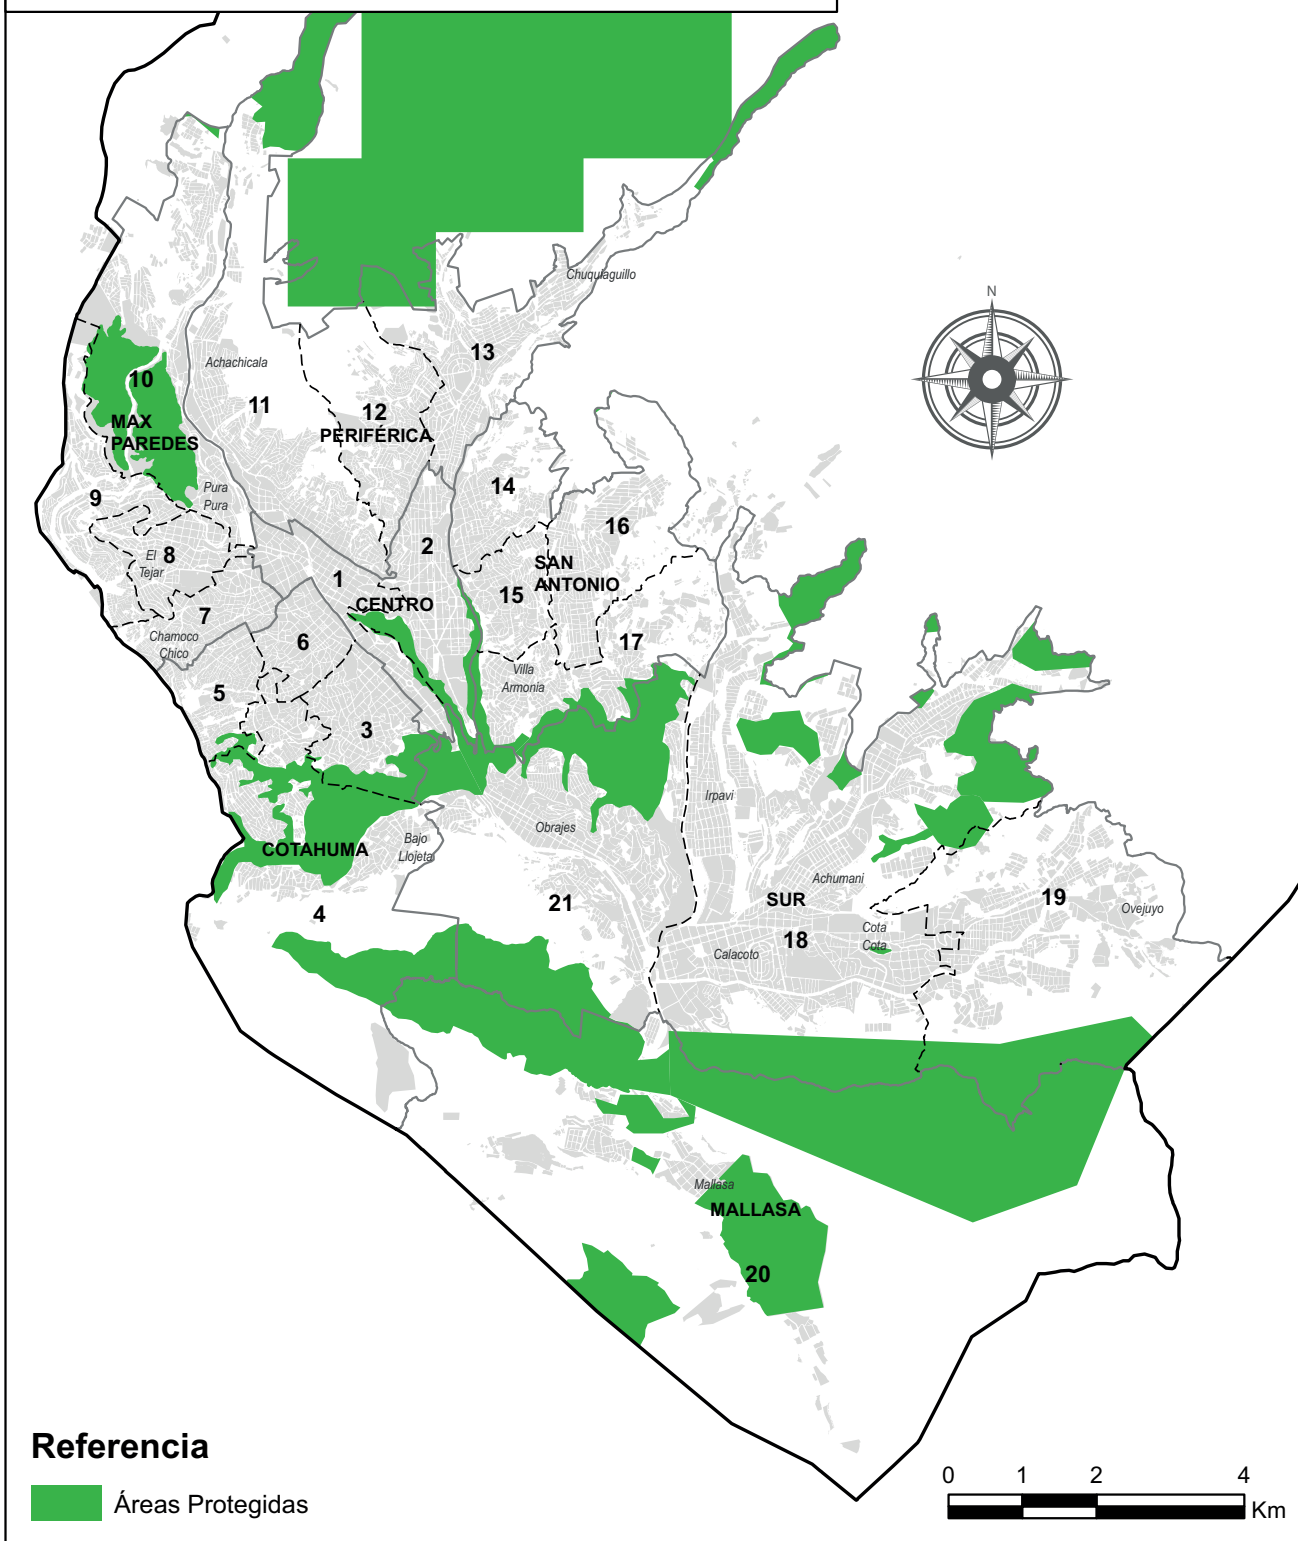 N
Chuquiaguillo
13
Achachicala
10
11
12
MAX
PAREDES
PERIFÉRICA
9
Pura
Pura
14
16
2
8
El
Tejar
SAN
ANTONIO
1
15
CENTRO
7
6
17
Chamoco
Chico
Villa
Armonía
5
3
Irpavi
Obrajes
Bajo
Llojeta
COTAHUMA
Achumani
SUR
19
21
4
Ovejuyo
Cota
Cota
18
Calacoto
Mallasa
MALLASA
20
Referencia
Áreas Protegidas
0 1 2 4
Km